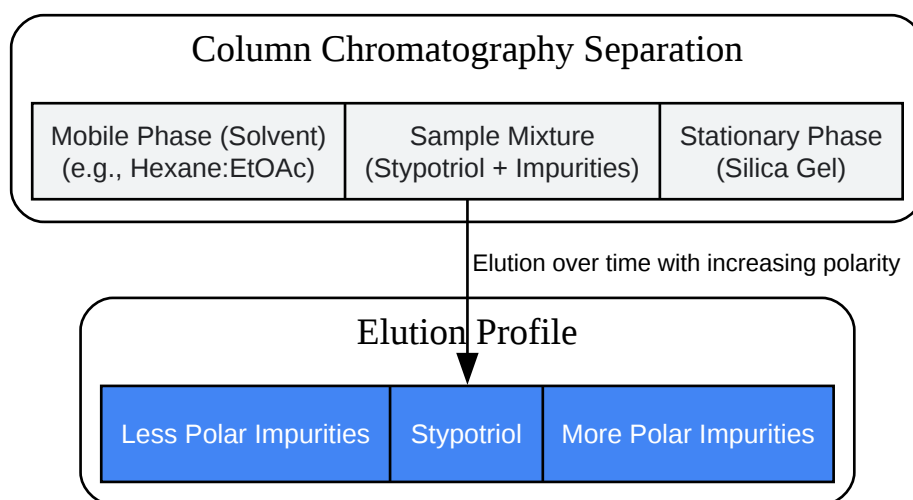 Column Chromatography Separation
Mobile Phase (Solvent)
(e.g., Hexane:EtOAc)
Sample Mixture
(Stypotriol + Impurities)
Stationary Phase
(Silica Gel)
Elution over time with increasing polarity
Elution Profile
Less Polar Impurities
Stypotriol
More Polar Impurities